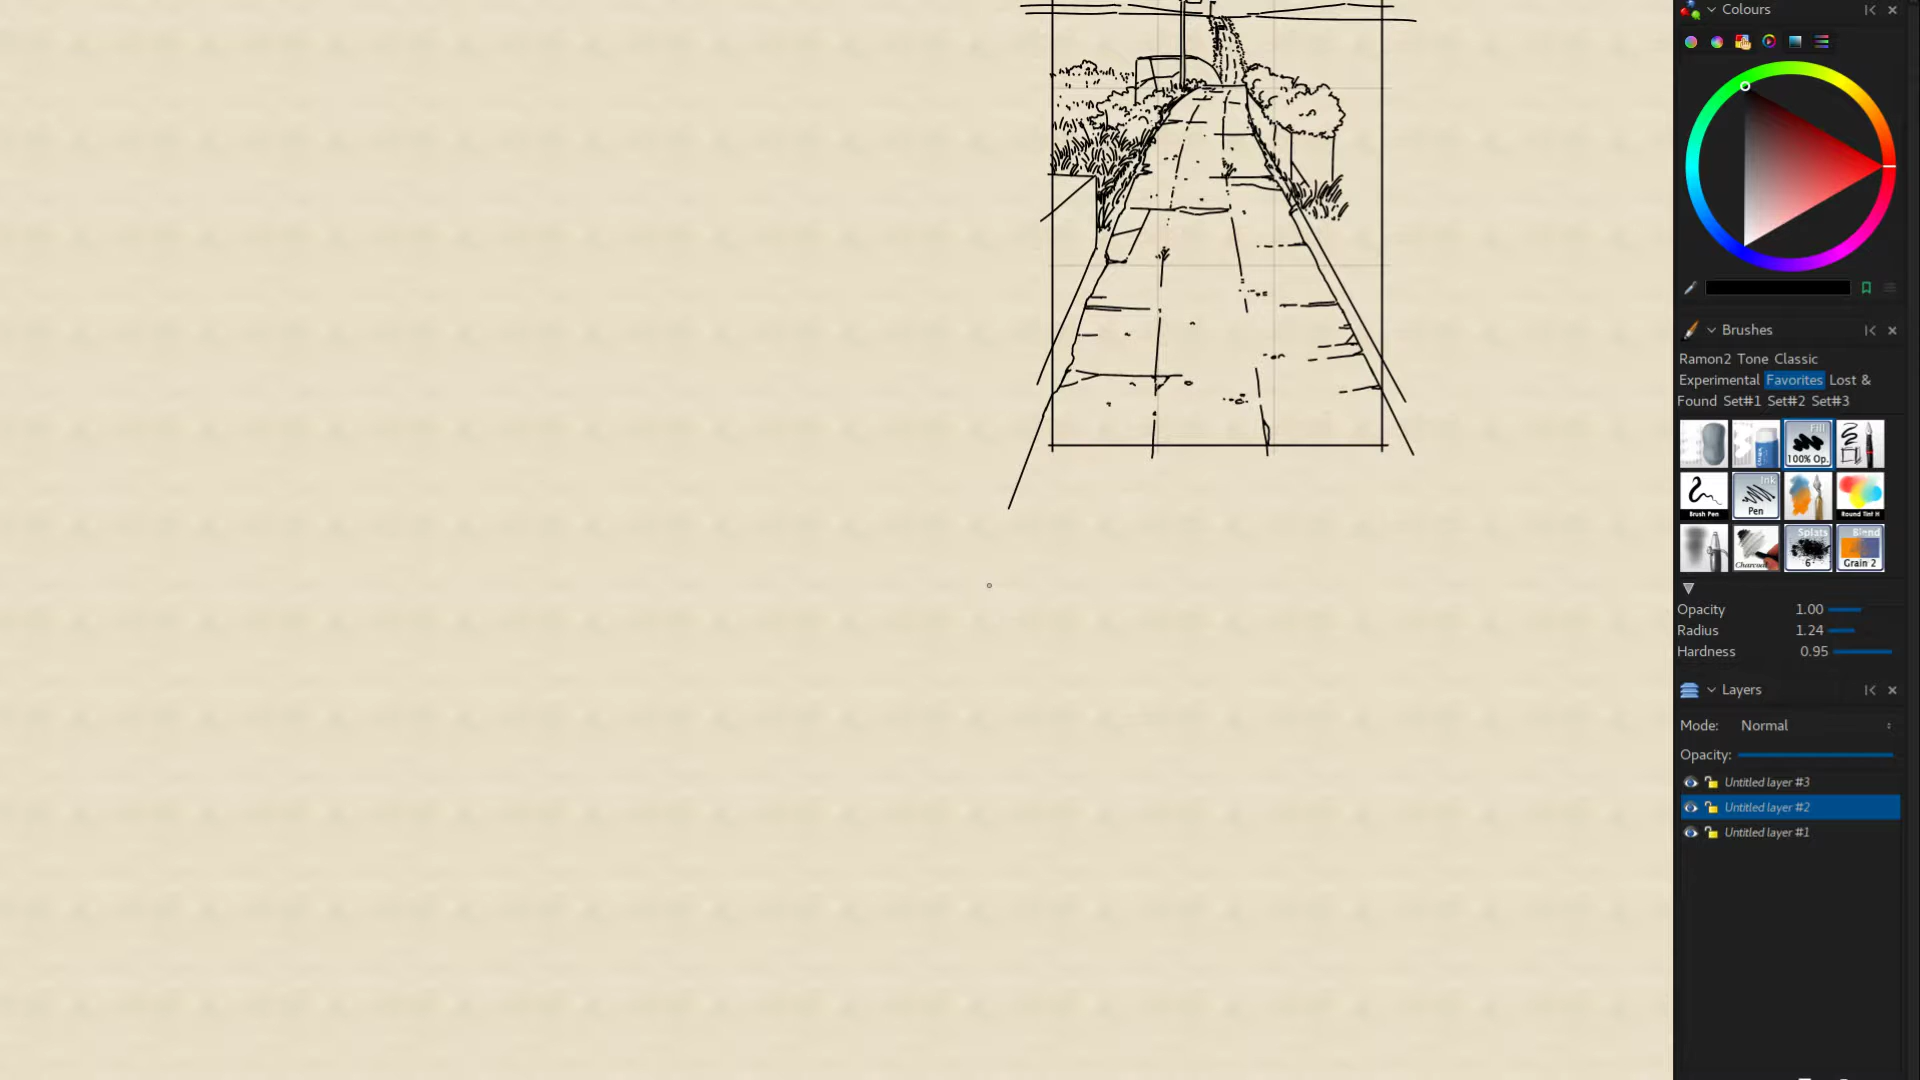 Colours
Brushes
Ramon2 Tone Classic
Experimental Favorites Lost &
Found Set#1 Set#2 Set#3
Fill
100% Op.
Brush Pen
Ink
Pen
Round Tint H
Charcoal
Splats
6
Blend
Grain 2
Opacity 1.00
Radius 1.24
Hardness 0.95
Layers
Mode: Normal
Opacity:
Untitled layer #3
Untitled layer #2
Untitled layer #1